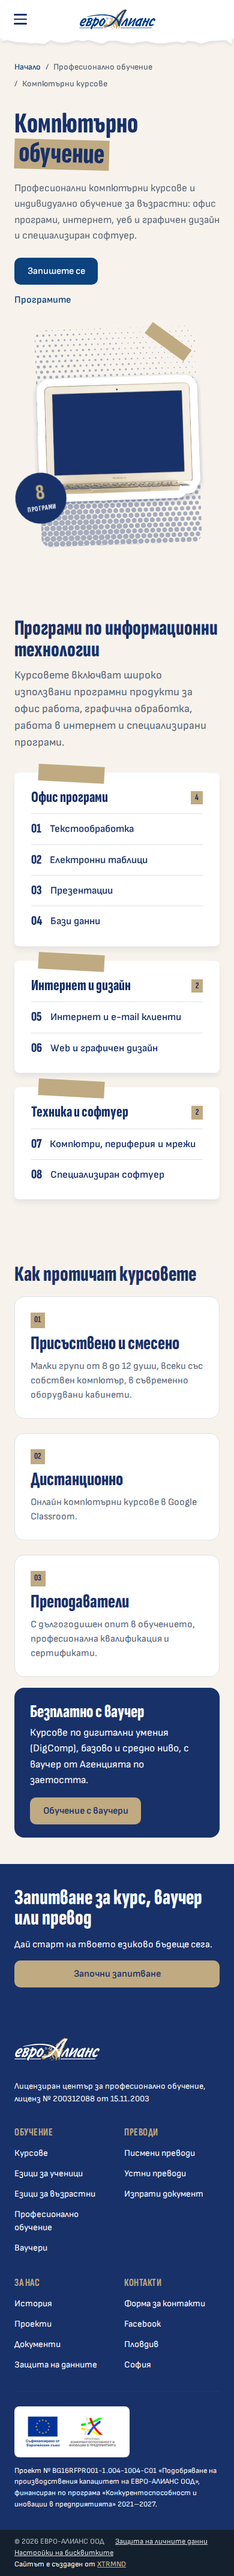 евроАлианс
Начало / Професионално обучение
/ Компютърни курсове
Компютърно
обучение
Професионални компютърни курсове и
индивидуално обучение за възрастни: офис
програми, интернет, уеб и графичен дизайн
и специализиран софтуер.
Запишете се
Програмите
8
ПРОГРАМИ
Програми по информационни
технологии
Курсовете включват широко
използвани програмни продукти за
офис работа, графична обработка,
работа в интернет и специализирани
програми.
Офис програми 4
01 Текстообработка
02 Електронни таблици
03 Презентации
04 Бази данни
Интернет и дизайн 2
05 Интернет и e-mail клиенти
06 Web и графичен дизайн
Техника и софтуер 2
07 Компютри, периферия и мрежи
08 Специализиран софтуер
Как протичат курсовете
01
Присъствено и смесено
Малки групи от 8 до 12 души, всеки със
собствен компютър, в съвременно
оборудвани кабинети.
02
Дистанционно
Онлайн компютърни курсове в Google
Classroom.
03
Преподаватели
С дългогодишен опит в обучението,
професионална квалификация и
сертификати.
Безплатно с ваучер
Курсове по дигитални умения
(DigComp), базово и средно ниво, с
ваучер от Агенцията по
заетостта.
Обучение с ваучери
Запитване за курс, ваучер
или превод
Дай старт на твоето езиково бъдеще сега.
Започни запитване
евроАлианс
Лицензиран център за професионално обучение,
лиценз № 200312088 от 15.11.2003
ОБУЧЕНИЕ
Курсове
Езици за ученици
Езици за възрастни
Професионално
обучение
Ваучери
ПРЕВОДИ
Писмени преводи
Устни преводи
Изпрати документ
ЗА НАС
История
Проекти
Документи
Защита на данните
КОНТАКТИ
Форма за контакти
Facebook
Пловдив
София
Проект № BG16RFPR001-1.004-1004-C01 «Подобряване на
производствения капацитет на ЕВРО-АЛИАНС ООД»,
финансиран по програма «Конкурентоспособност и
иновации в предприятията» 2021–2027.
© 2026 ЕВРО-АЛИАНС ООД Защита на личните данни
Настройки на бисквитките
Сайтът е създаден от XTRMND